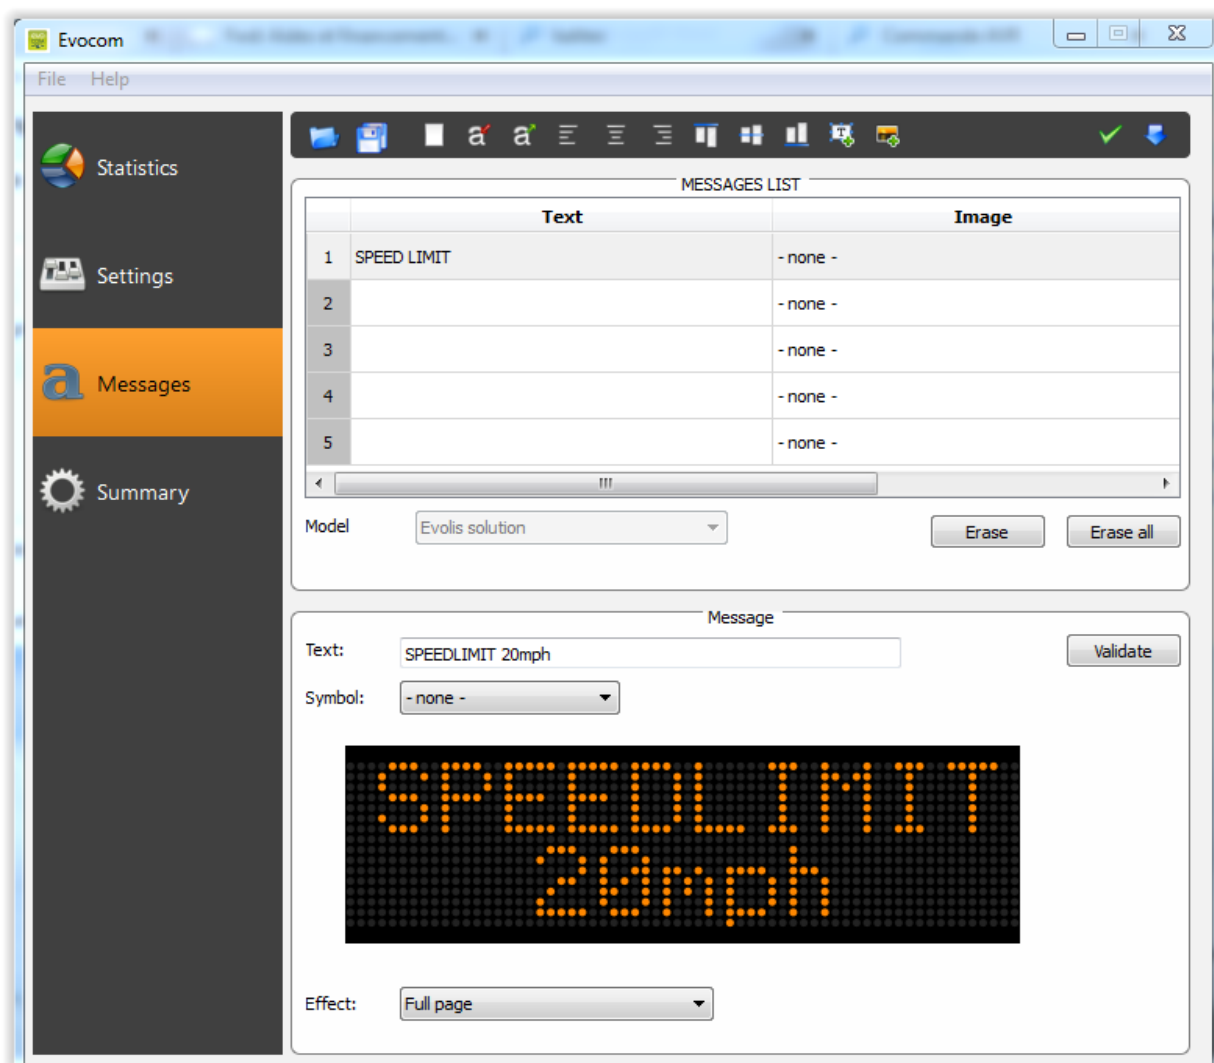 Evocom
File Help
Statistics
Settings
Messages
Summary
MESSAGES LIST
Text Image
1 SPEED LIMIT - none -
2 - none -
3 - none -
4 - none -
5 - none -
Model Evolis solution Erase Erase all
Message
Text: SPEEDLIMIT 20mph Validate
Symbol: - none -
SPEEDLIMIT
20mph
Effect: Full page